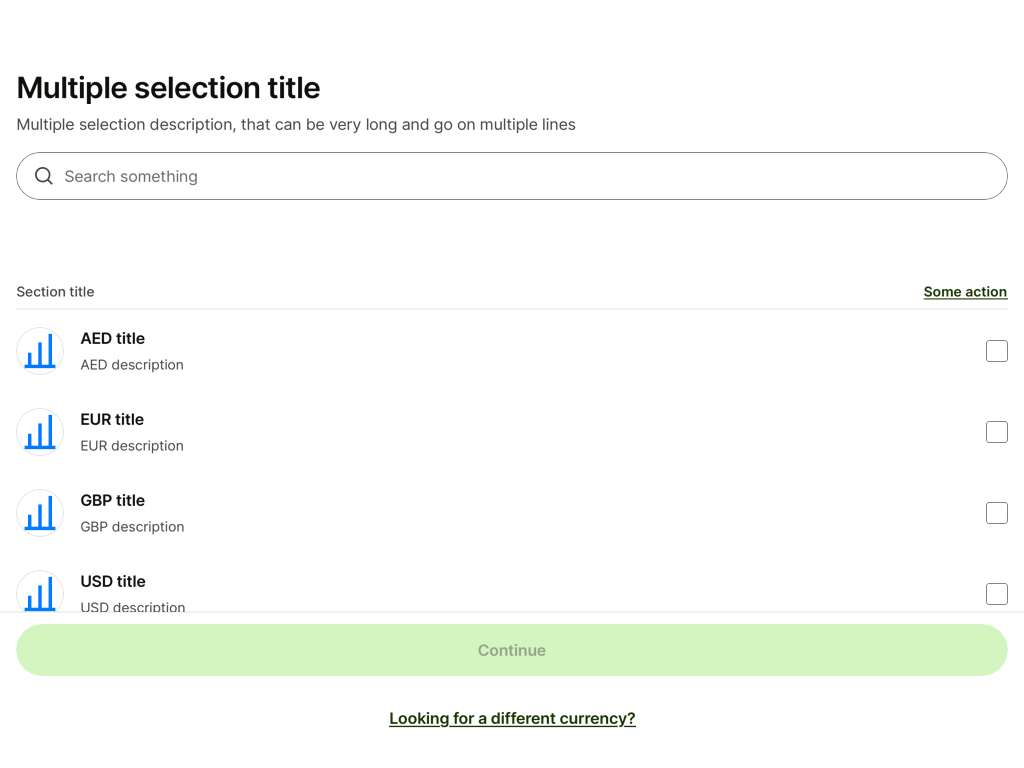 Multiple selection title
Multiple selection description, that can be very long and go on multiple lines
Search something
Section title
Some action
AED title
AED description
EUR title
EUR description
GBP title
GBP description
USD title
USD description
Continue
Looking for a different currency?